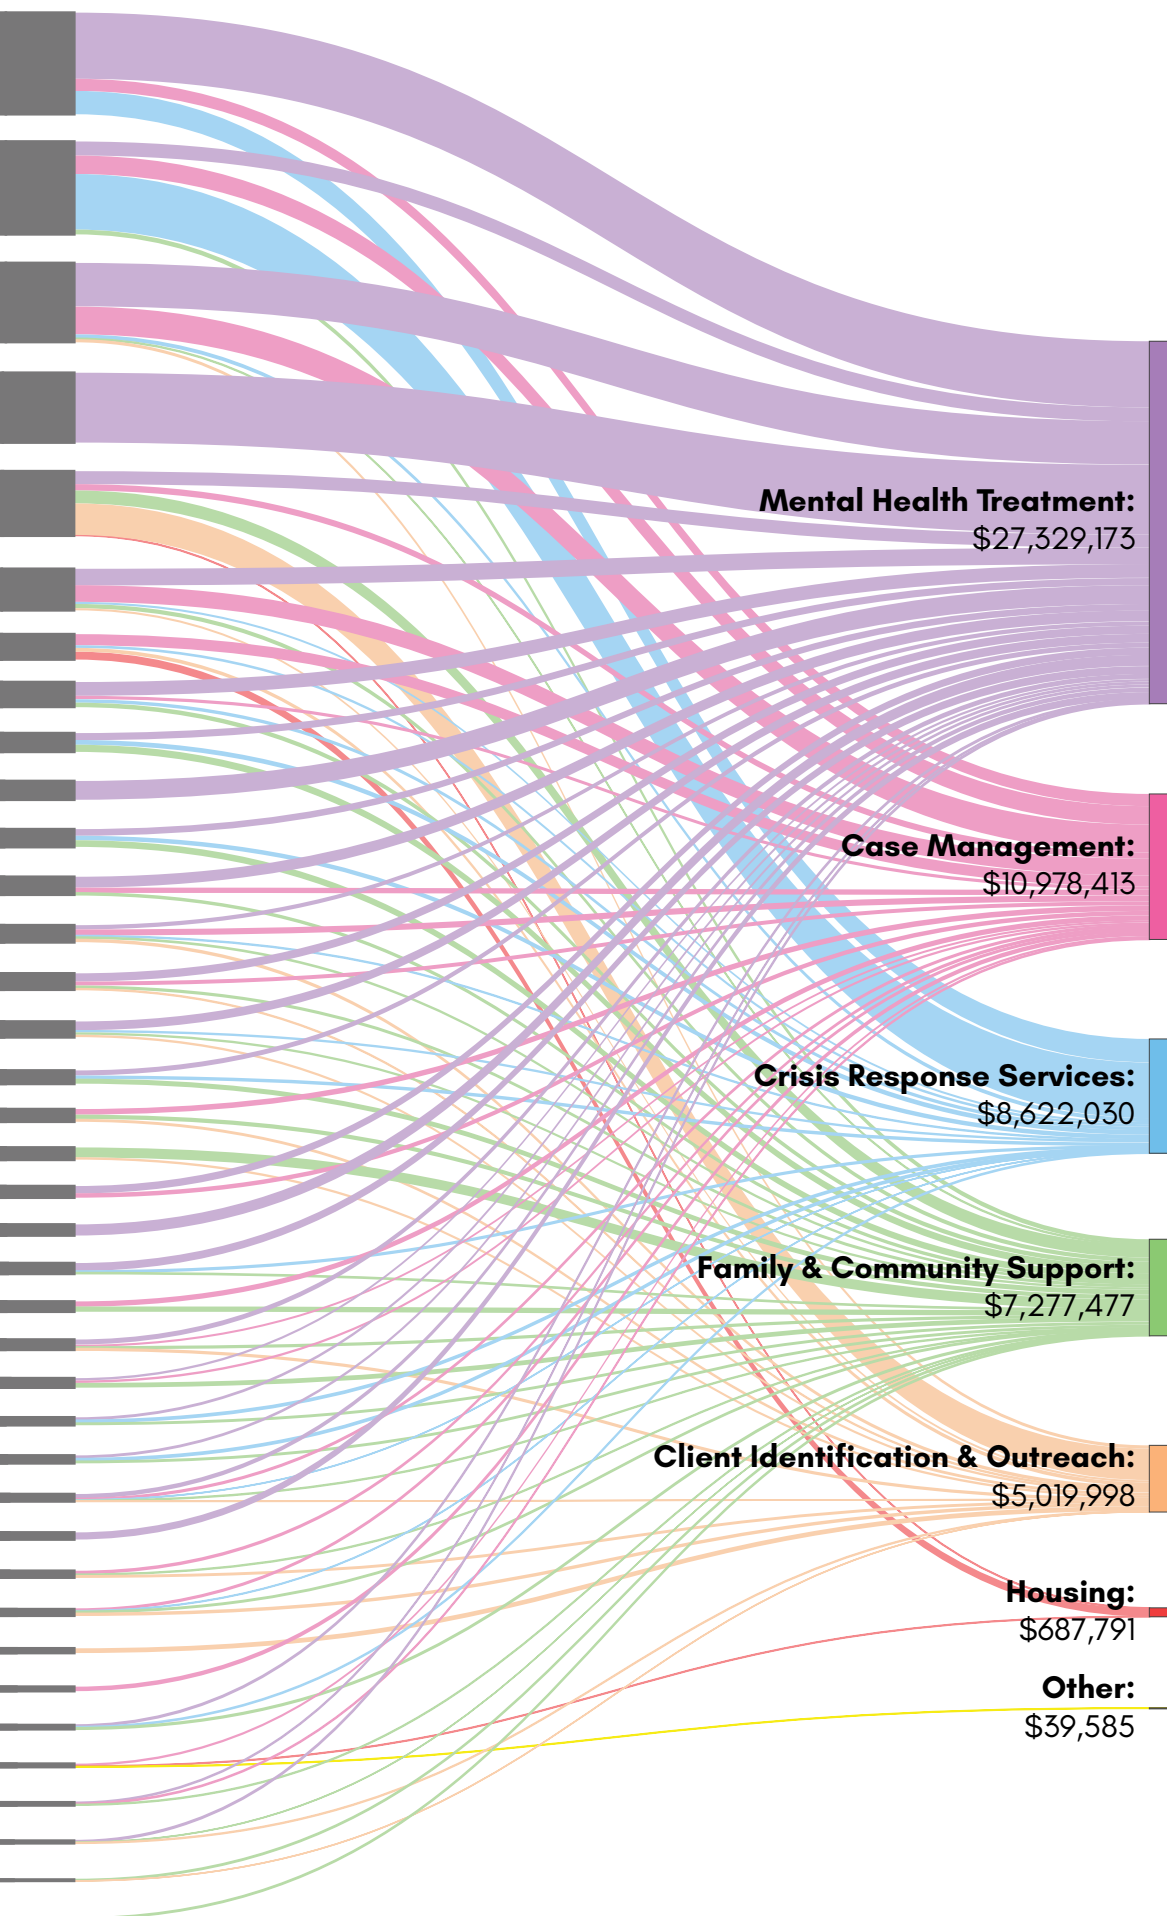 Mental Health Treatment:
$27,329,173
Case Management:
$10,978,413
Crisis Response Services:
$8,622,030
Family & Community Support:
$7,277,477
Client Identification & Outreach:
$5,019,998
Housing:
$687,791
Other:
$39,585